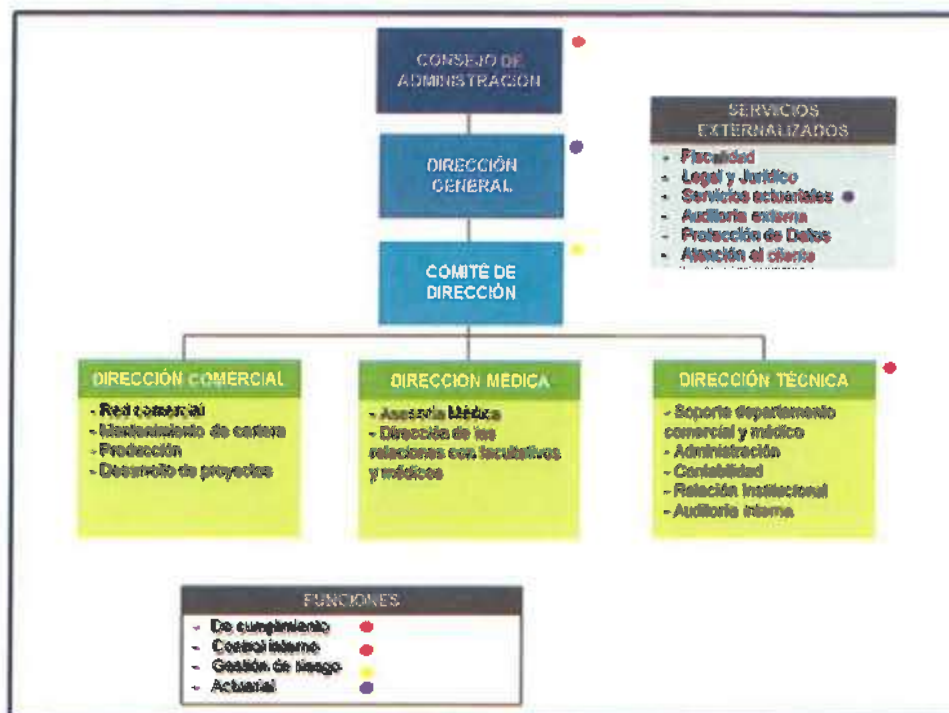 CONSEJO DE
ADMINISTRACION
DIRECCIÓN
GENERAL
COMITÉ DE
DIRECCIÓN
SERVICIOS
EXTERNALIZADOS
- Fiscalidad
- Legal y Jurídico
- Servicios actuariales
- Auditoría externa
- Protección de Datos
- Atención al cliente
DIRECCIÓN COMERCIAL
- Red comercial
- Mantenimiento de cartera
- Producción
- Desarrollo de proyectos
DIRECCION MÉDICA
- Asesoría Médica
- Dirección de las
relaciones con facultativos
y médicos
DIRECCIÓN TÉCNICA
- Soporte departamento
comercial y médico
- Administración
- Contabilidad
- Relación Institucional
- Auditoría interna
FUNCIONES
- De cumplimiento
- Control interno
- Gestión de riesgo
- Actuarial